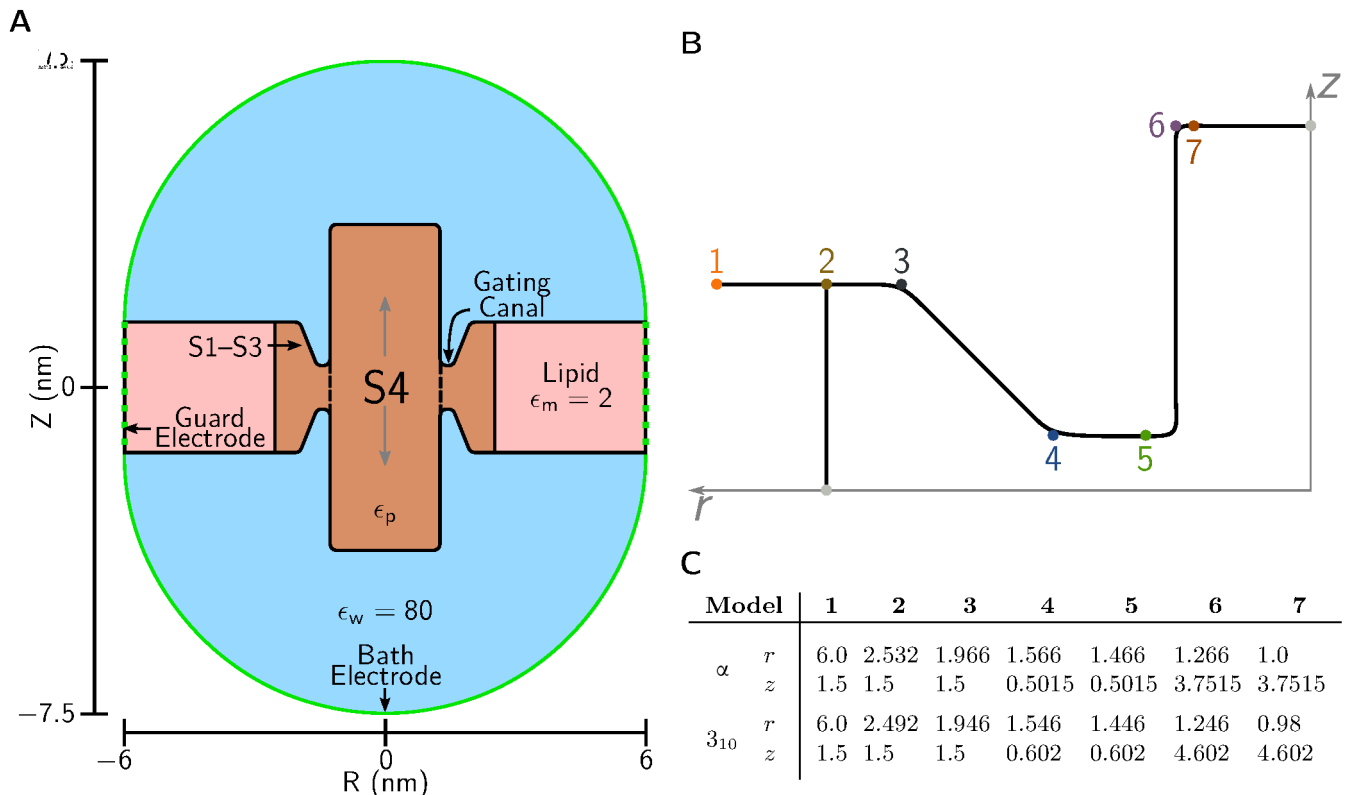 A
Z (nm)
0
−7.5
S1–S3
Guard
Electrode
Gating
Canal
S4
Lipid
ϵm = 2
ϵp
ϵw = 80
Bath
Electrode
−6
0
6
R (nm)
B
z
r
1
2
3
4
5
6
7
C
Model 1 2 3 4 5 6 7
α r 6.0 2.532 1.966 1.566 1.466 1.266 1.0
z 1.5 1.5 1.5 0.5015 0.5015 3.7515 3.7515
3₁₀ r 6.0 2.492 1.946 1.546 1.446 1.246 0.98
z 1.5 1.5 1.5 0.602 0.602 4.602 4.602